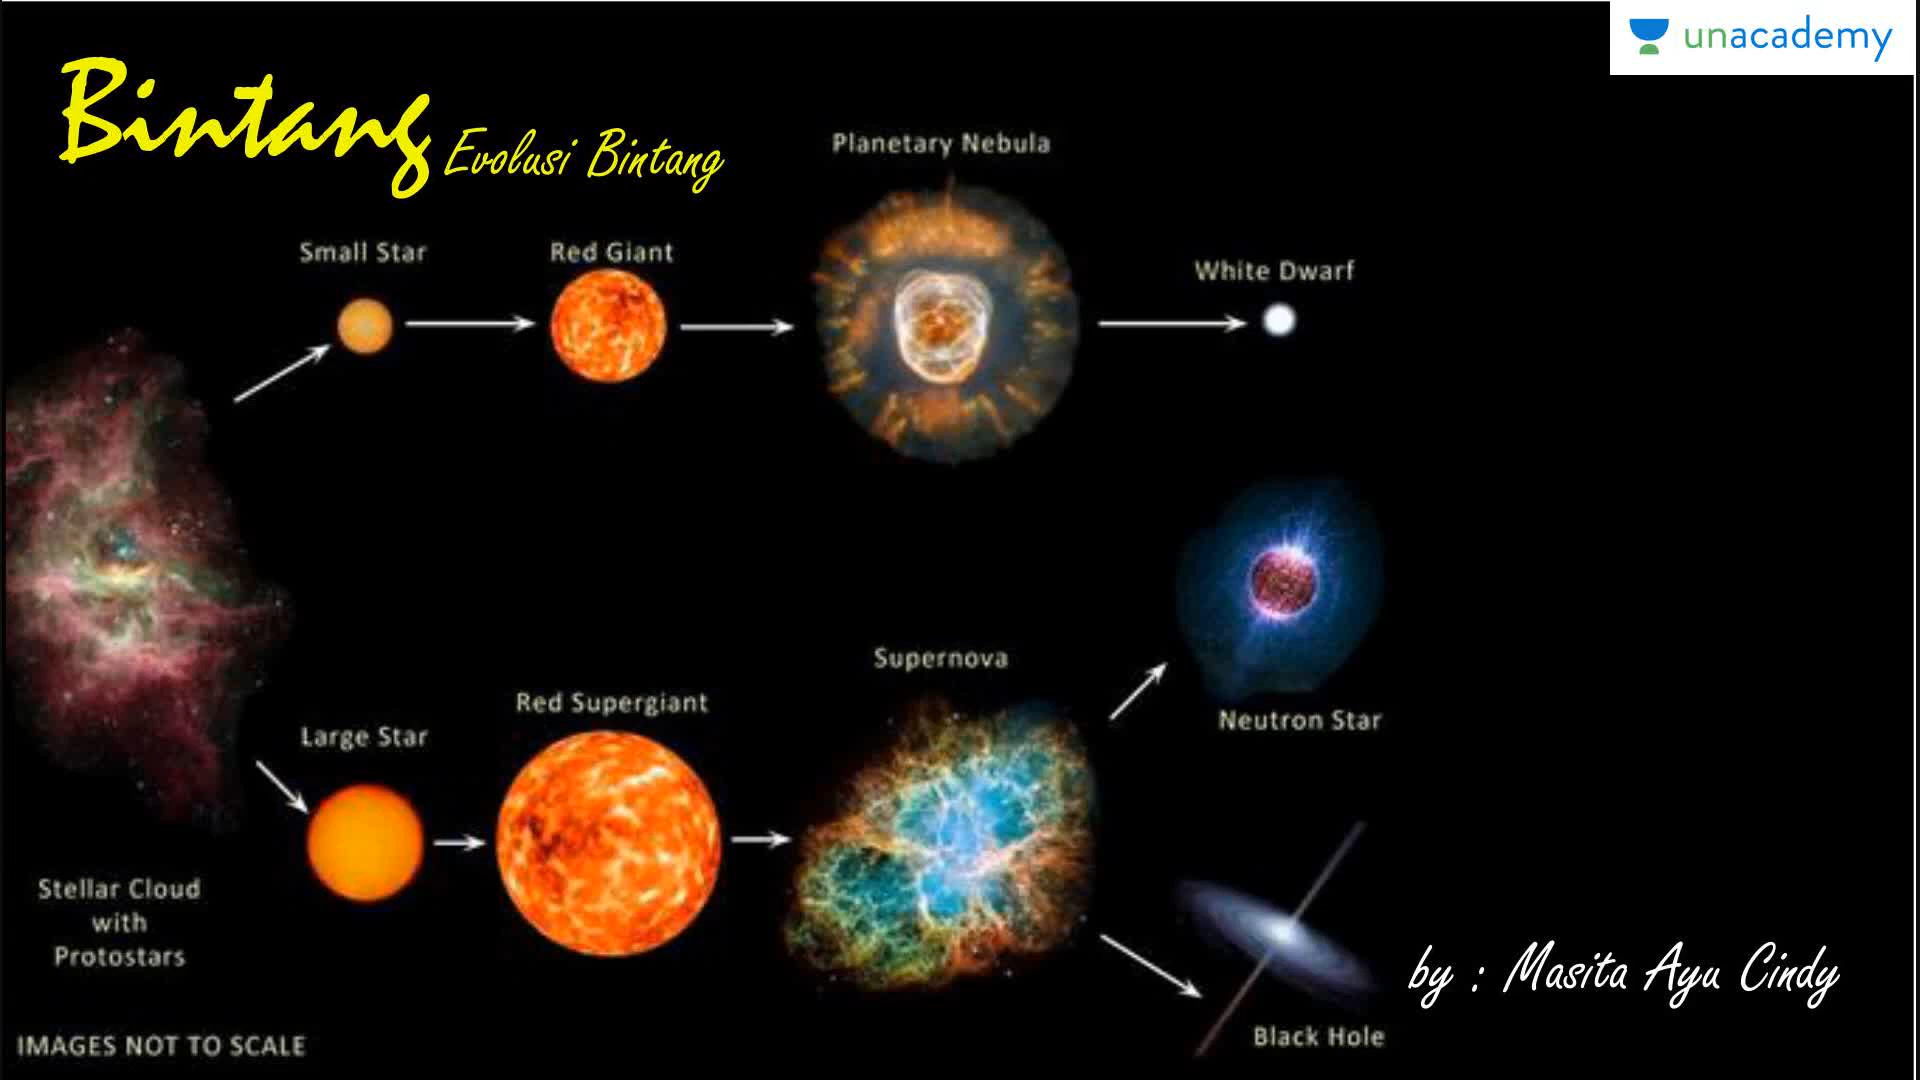 unacademy
Bintang Evolusi Bintang
Planetary Nebula
Small Star
Red Giant
White Dwarf
Supernova
Red Supergiant
Large Star
Neutron Star
Stellar Cloud
with
Protostars
by : Masita Ayu Cindy
Black Hole
IMAGES NOT TO SCALE